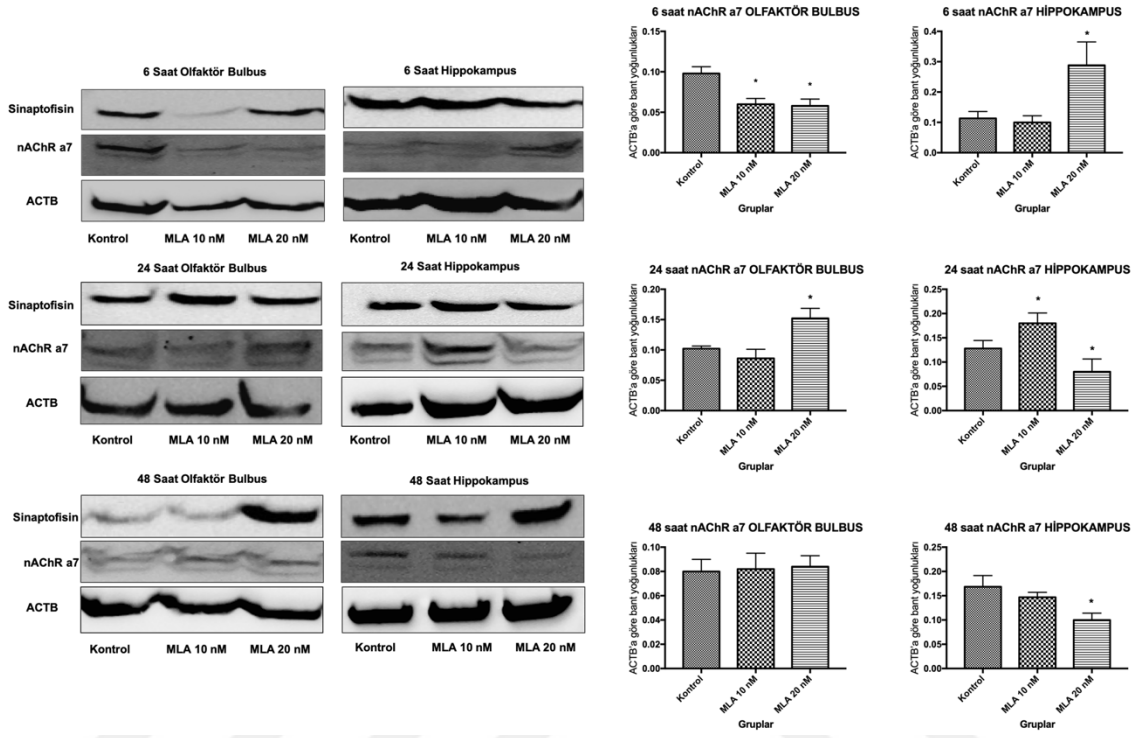 6 Saat Olfaktör Bulbus
Sinaptofisin
nAChR a7
ACTB
Kontrol MLA 10 nM MLA 20 nM
6 Saat Hippokampus
Kontrol MLA 10 nM MLA 20 nM
24 Saat Olfaktör Bulbus
Sinaptofisin
nAChR a7
ACTB
Kontrol MLA 10 nM MLA 20 nM
24 Saat Hippokampus
Kontrol MLA 10 nM MLA 20 nM
48 Saat Olfaktör Bulbus
Sinaptofisin
nAChR a7
ACTB
Kontrol MLA 10 nM MLA 20 nM
48 Saat Hippokampus
Kontrol MLA 10 nM MLA 20 nM
6 saat nAChR a7 OLFAKTÖR BULBUS
ACTB'a göre bant yoğunlukları
0.15
0.10
0.05
0.00
* *
Kontrol
MLA 10 nM
MLA 20 nM
Gruplar
6 saat nAChR a7 HİPPOKAMPUS
ACTB'a göre bant yoğunlukları
0.4
0.3
0.2
0.1
0.0
*
Kontrol
MLA 10 nM
MLA 20 nM
Gruplar
24 saat nAChR a7 OLFAKTÖR BULBUS
ACTB'a göre bant yoğunlukları
0.20
0.15
0.10
0.05
0.00
*
Kontrol
MLA 10 nM
MLA 20 nM
Gruplar
24 saat nAChR a7 HİPPOKAMPUS
ACTB'a göre bant yoğunlukları
0.25
0.20
0.15
0.10
0.05
0.00
*
*
Kontrol
MLA 10 nM
MLA 20 nM
Gruplar
48 saat nAChR a7 OLFAKTÖR BULBUS
ACTB'a göre bant yoğunlukları
0.10
0.08
0.06
0.04
0.02
0.00
Kontrol
MLA 10 nM
MLA 20 nM
Gruplar
48 saat nAChR a7 HİPPOKAMPUS
ACTB'a göre bant yoğunlukları
0.25
0.20
0.15
0.10
0.05
0.00
*
Kontrol
MLA 10 nM
MLA 20 nM
Gruplar